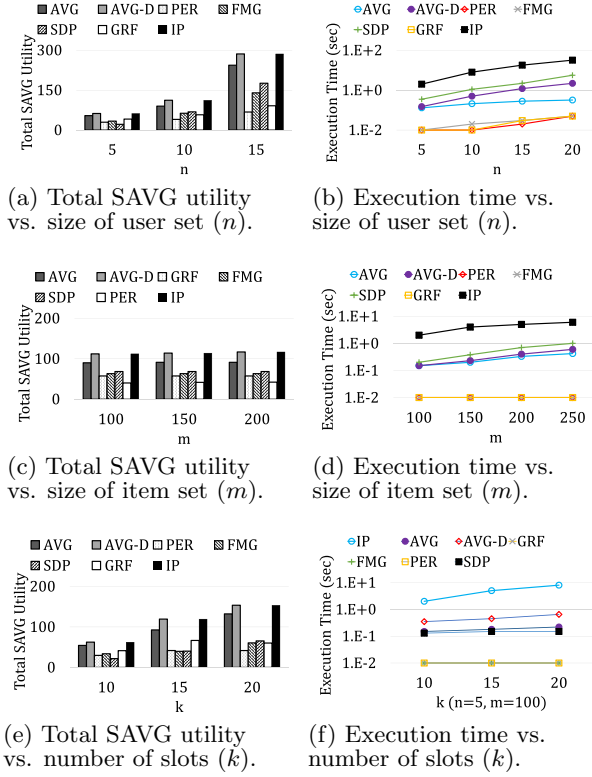 AVG AVG-D PER FMG
SDP GRF IP
Total SAVG Utility
300
150
0
5 10 15
n
(a) Total SAVG utility
vs. size of user set (n).
AVG AVG-D PER FMG
SDP GRF IP
Execution Time (sec)
1.E+2
1.E+0
1.E-2
5 10 15 20
n
(b) Execution time vs.
size of user set (n).
AVG AVG-D GRF FMG
SDP PER IP
Total SAVG Utility
200
100
0
100 150 200
m
(c) Total SAVG utility
vs. size of item set (m).
AVG AVG-D PER FMG
SDP GRF IP
Execution Time (sec)
1.E+1
1.E+0
1.E-1
1.E-2
100 150 200 250
m
(d) Execution time vs.
size of item set (m).
AVG AVG-D PER FMG
SDP GRF IP
Total SAVG Utility
200
100
0
10 15 20
k
(e) Total SAVG utility
vs. number of slots (k).
IP AVG AVG-D GRF
FMG PER SDP
Execution Time (sec)
1.E+1
1.E+0
1.E-1
1.E-2
10 15 20
k (n=5, m=100)
(f) Execution time vs.
number of slots (k).